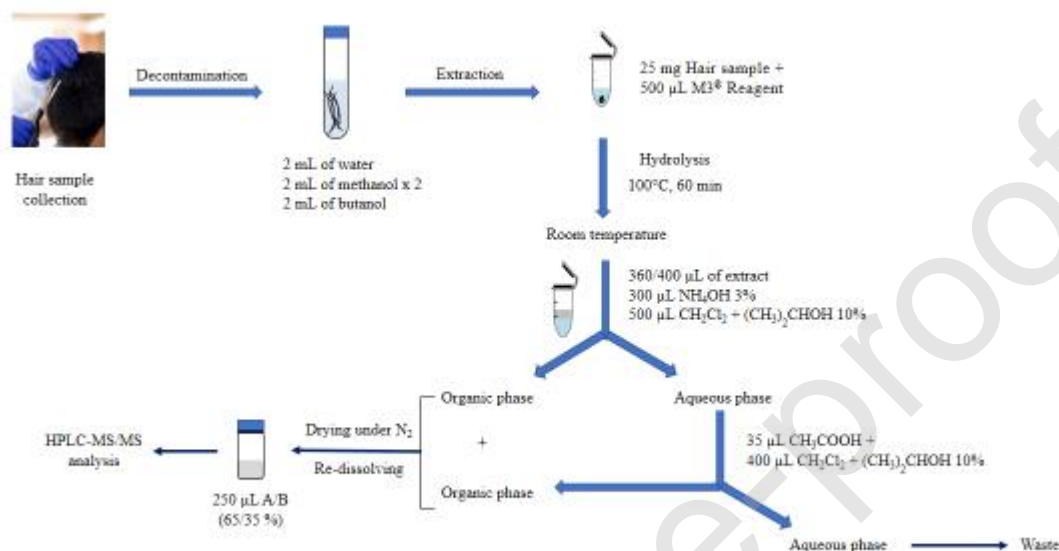 Decontamination
Extraction
25 mg Hair sample +
500 µL M3® Reagent
Hair sample
collection
2 mL of water
2 mL of methanol x 2
2 mL of butanol
Hydrolysis
100°C, 60 min
Room temperature
360/400 µL of extract
300 µL NH₄OH 3%
500 µL CH₂Cl₂ + (CH₃)₂CHOH 10%
Organic phase
Aqueous phase
Drying under N₂
+
HPLC-MS/MS
analysis
Re-dissolving
35 µL CH₃COOH +
400 µL CH₂Cl₂ + (CH₃)₂CHOH 10%
Organic phase
250 µL A/B
(65/35 %)
Aqueous phase
Waste
e-proof